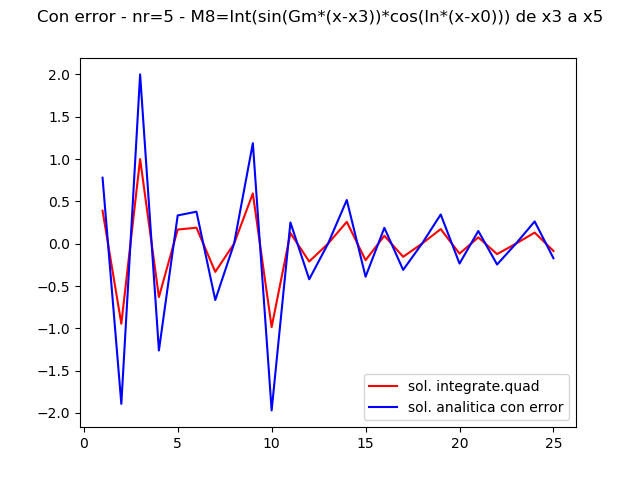 Con error - nr=5 - M8=Int(sin(Gm*(x-x3))*cos(ln*(x-x0))) de x3 a x5
2.0
1.5
1.0
0.5
0.0
−0.5
−1.0
−1.5
−2.0
sol. integrate.quad
sol. analitica con error
0 5 10 15 20 25